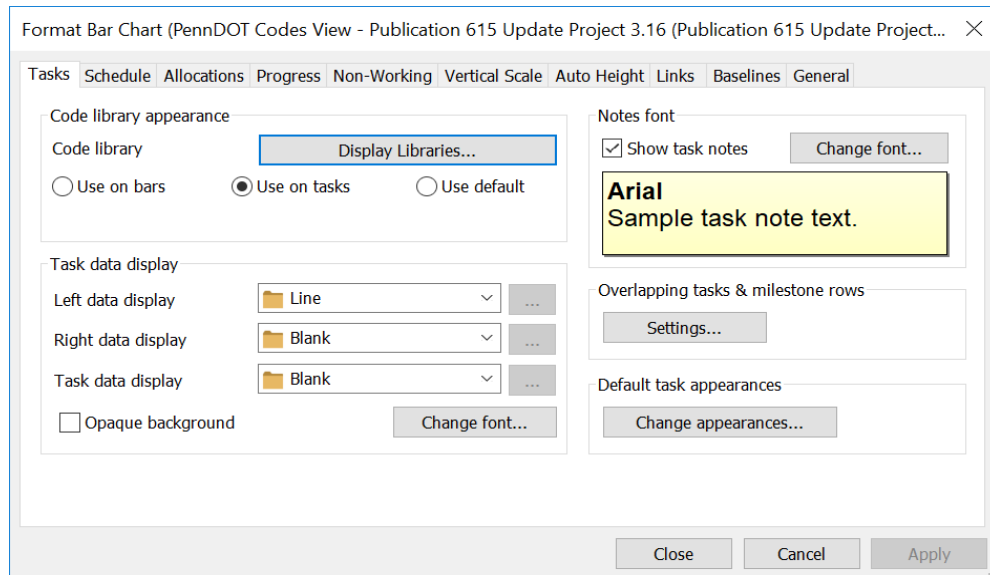 Format Bar Chart (PennDOT Codes View - Publication 615 Update Project 3.16 (Publication 615 Update Project...
Tasks Schedule Allocations Progress Non-Working Vertical Scale Auto Height Links Baselines General
Code library appearance
Code library Display Libraries...
Use on bars Use on tasks Use default
Task data display
Left data display Line ...
Right data display Blank ...
Task data display Blank ...
Opaque background Change font...
Notes font
Show task notes Change font...
Arial
Sample task note text.
Overlapping tasks & milestone rows
Settings...
Default task appearances
Change appearances...
Close Cancel Apply